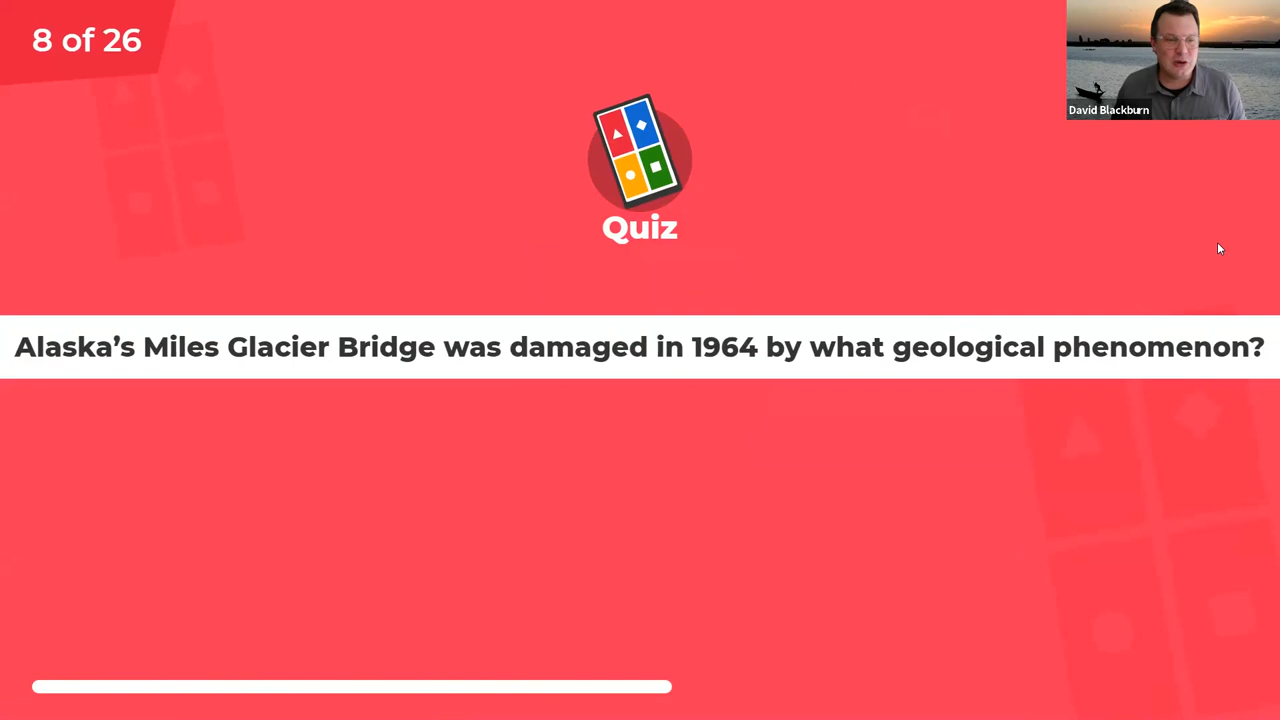 8 of 26
David Blackburn
Quiz
Alaska’s Miles Glacier Bridge was damaged in 1964 by what geological phenomenon?